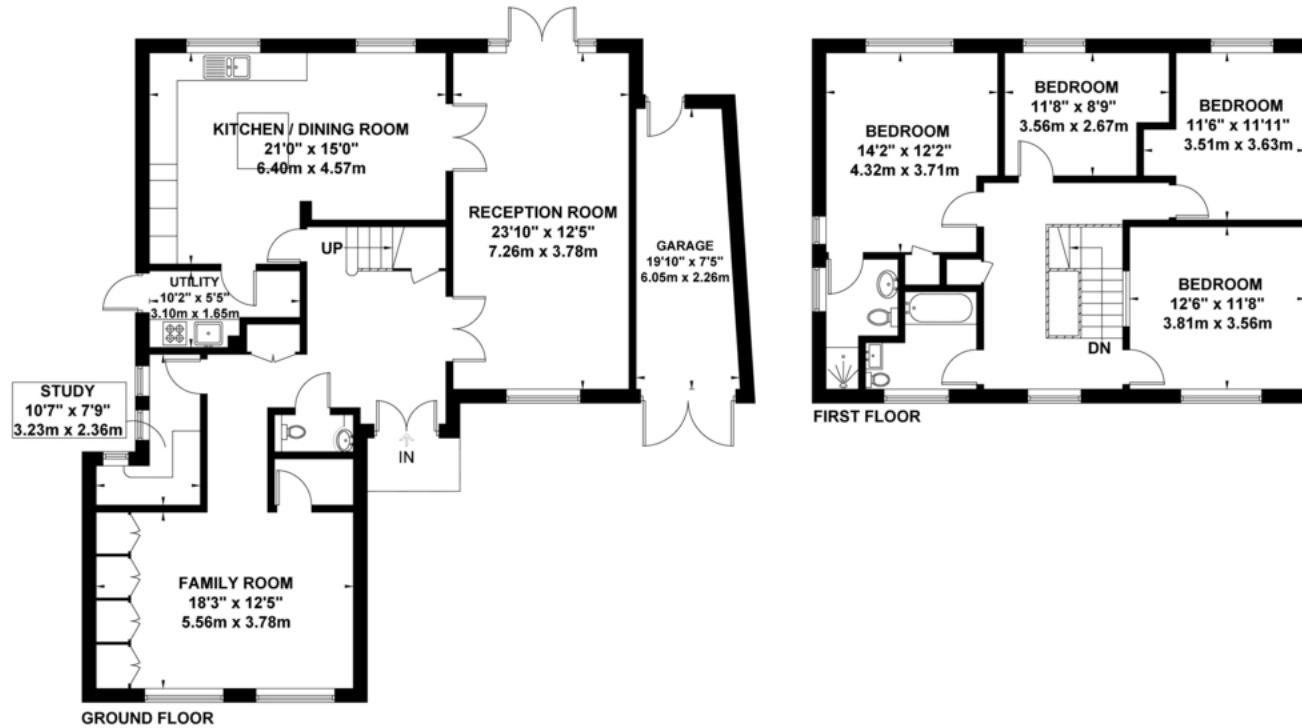 KITCHEN / DINING ROOM
21'0" x 15'0"
6.40m x 4.57m
RECEPTION ROOM
23'10" x 12'5"
7.26m x 3.78m
GARAGE
19'10" x 7'5"
6.05m x 2.26m
UP
UTILITY
10'2" x 5'5"
3.10m x 1.65m
STUDY
10'7" x 7'9"
3.23m x 2.36m
IN
FAMILY ROOM
18'3" x 12'5"
5.56m x 3.78m
GROUND FLOOR
BEDROOM
14'2" x 12'2"
4.32m x 3.71m
BEDROOM
11'8" x 8'9"
3.56m x 2.67m
BEDROOM
11'6" x 11'11"
3.51m x 3.63m
BEDROOM
12'6" x 11'8"
3.81m x 3.56m
DN
FIRST FLOOR